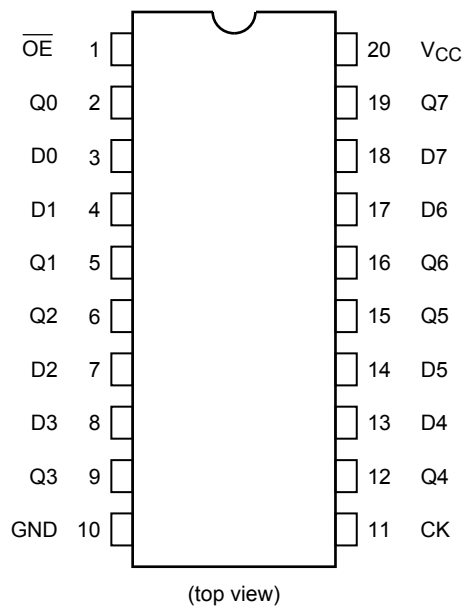 O̅E̅ 1 20 VCC
Q0 2 19 Q7
D0 3 18 D7
D1 4 17 D6
Q1 5 16 Q6
Q2 6 15 Q5
D2 7 14 D5
D3 8 13 D4
Q3 9 12 Q4
GND 10 11 CK
(top view)